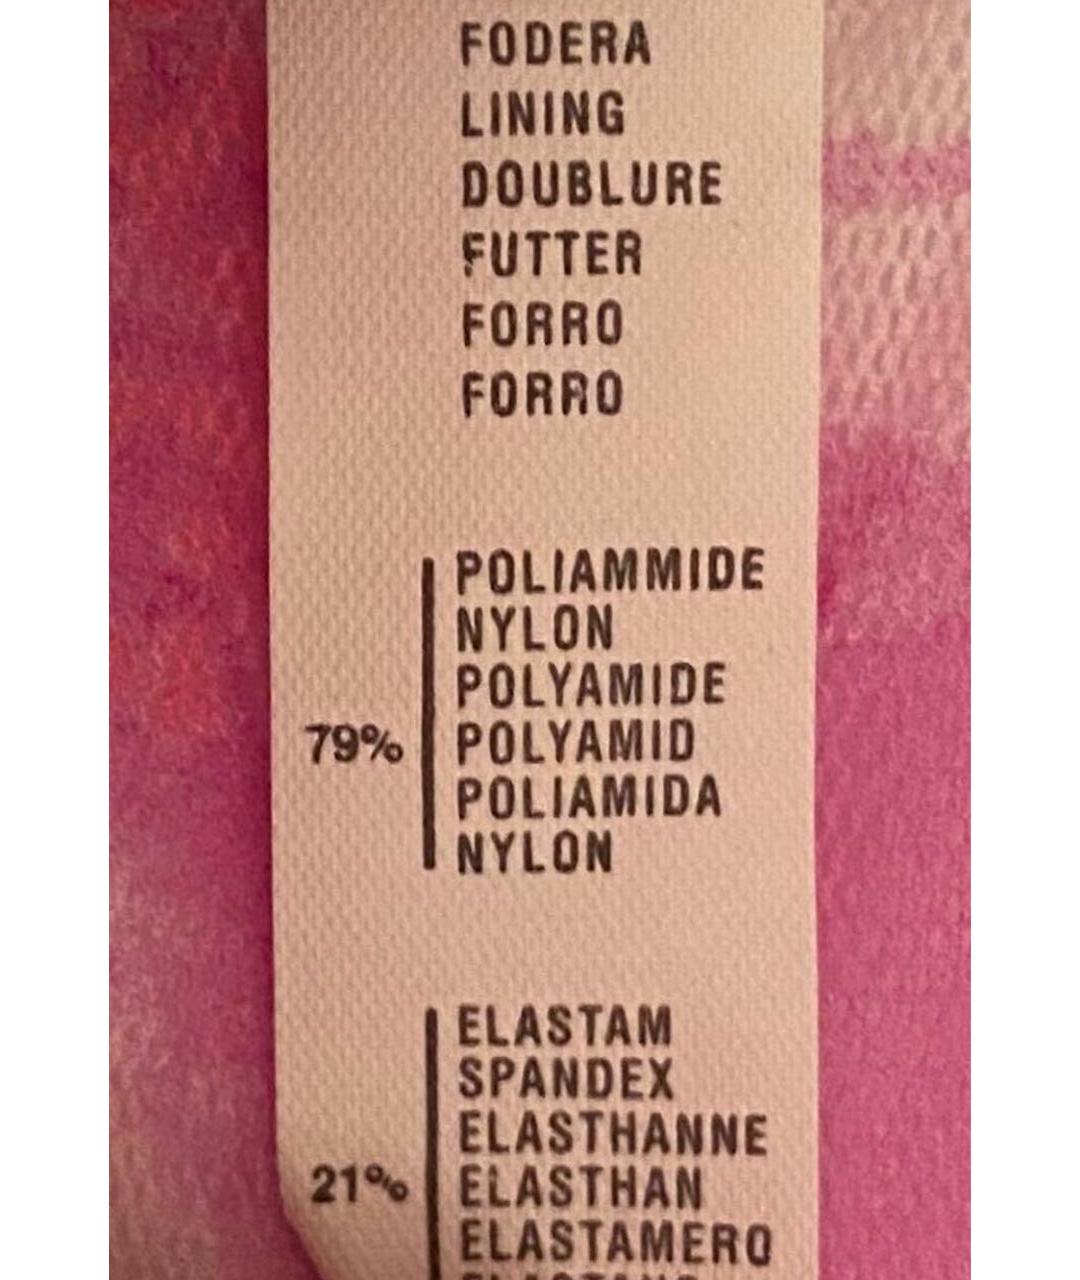 FODERA
LINING
DOUBLURE
FUTTER
FORRO
FORRO
POLIAMMIDE
NYLON
POLYAMIDE
79% POLYAMID
POLIAMIDA
NYLON
ELASTAM
SPANDEX
ELASTHANNE
21% ELASTHAN
ELASTAMERO